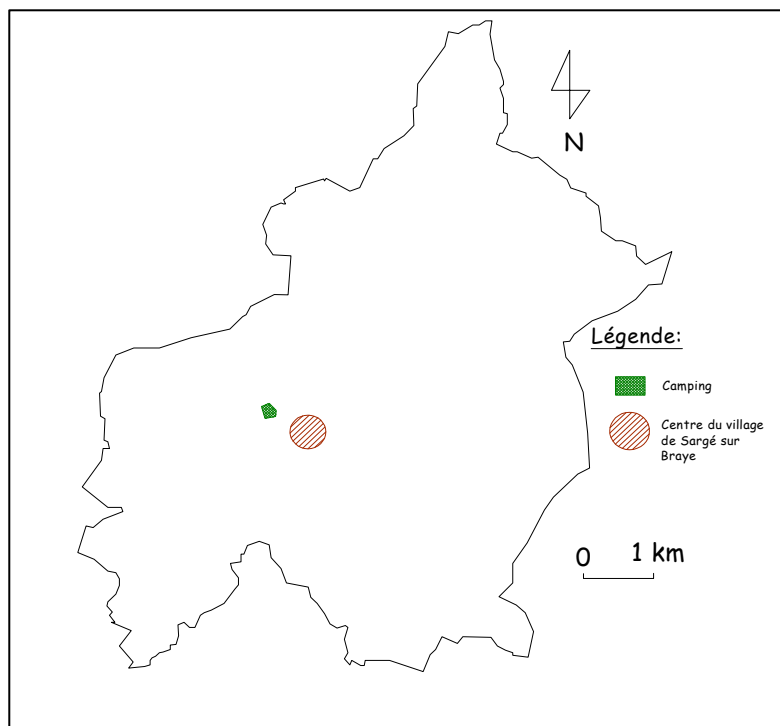 N
Légende:
Camping
Centre du village
de Sargé sur
Braye
0 1 km